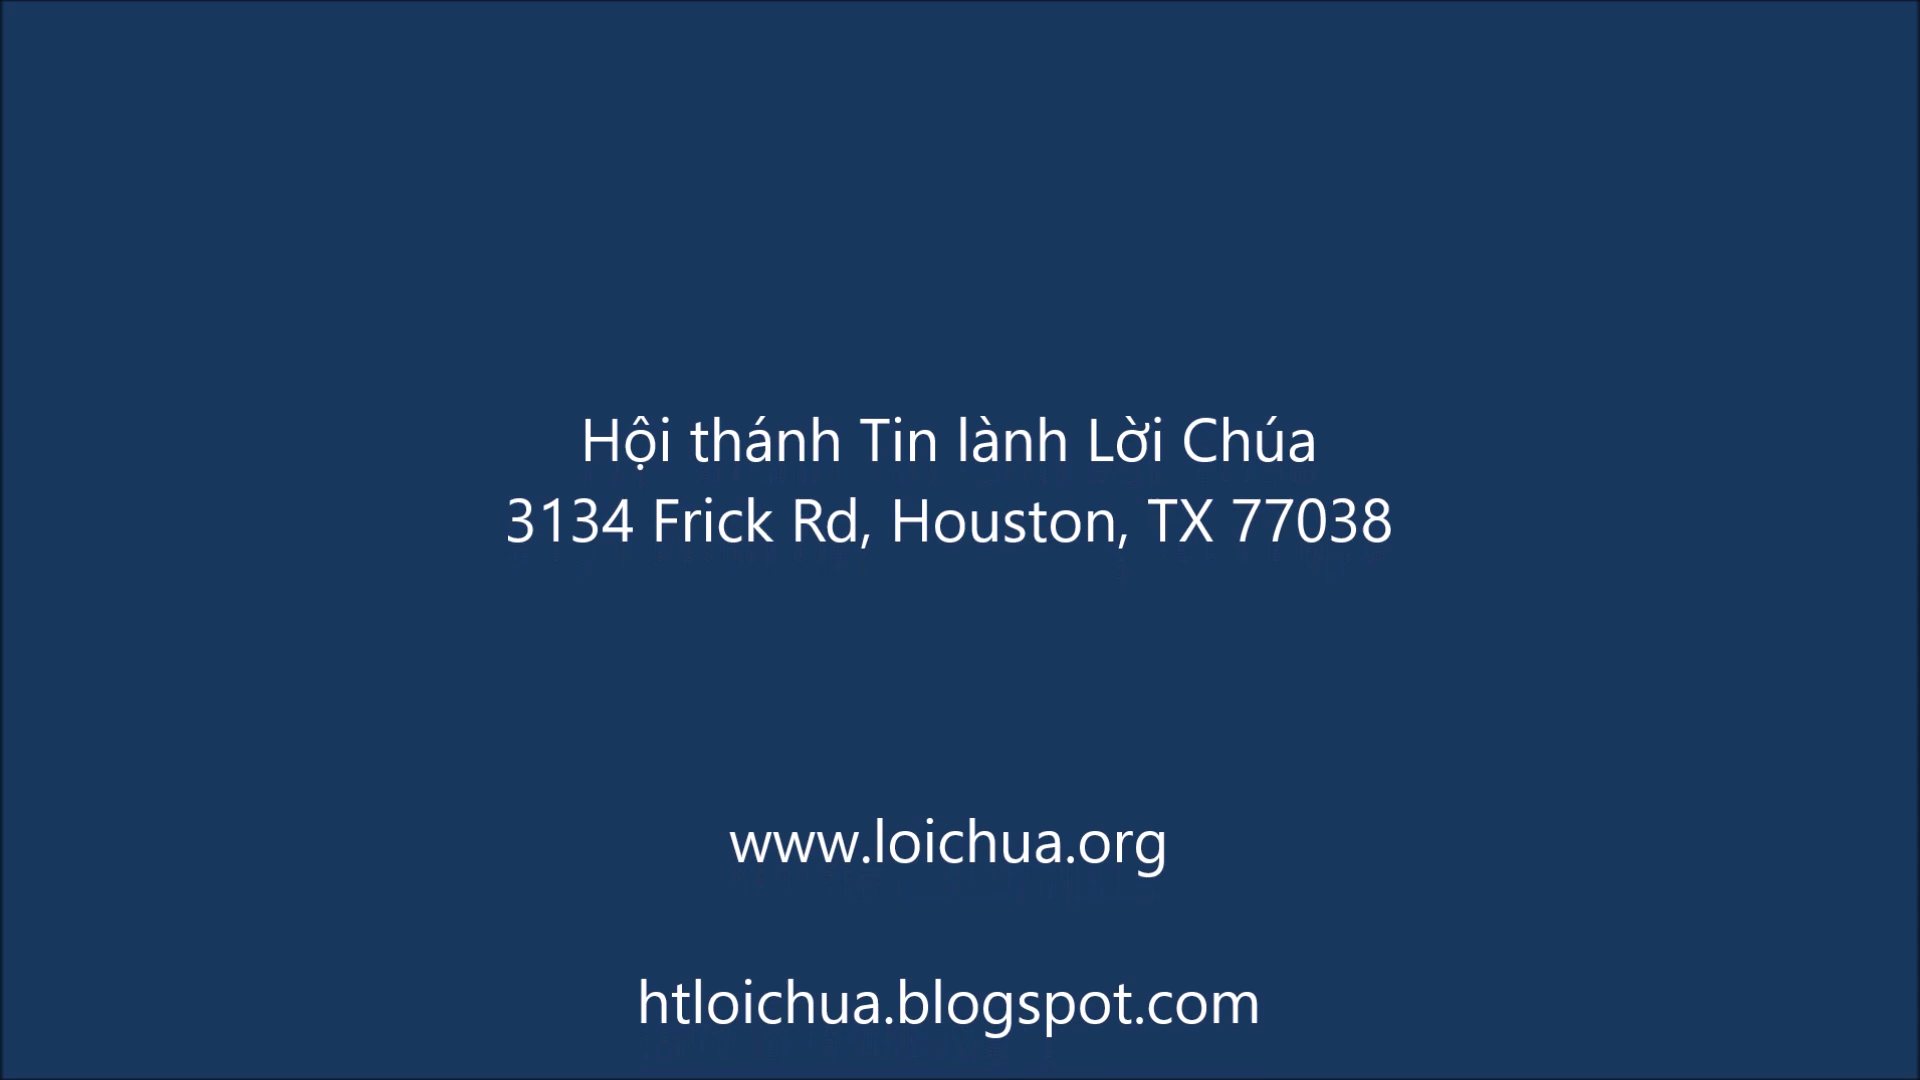 Hội thánh Tin lành Lời Chúa
3134 Frick Rd, Houston, TX 77038
www.loichua.org
htloichua.blogspot.com